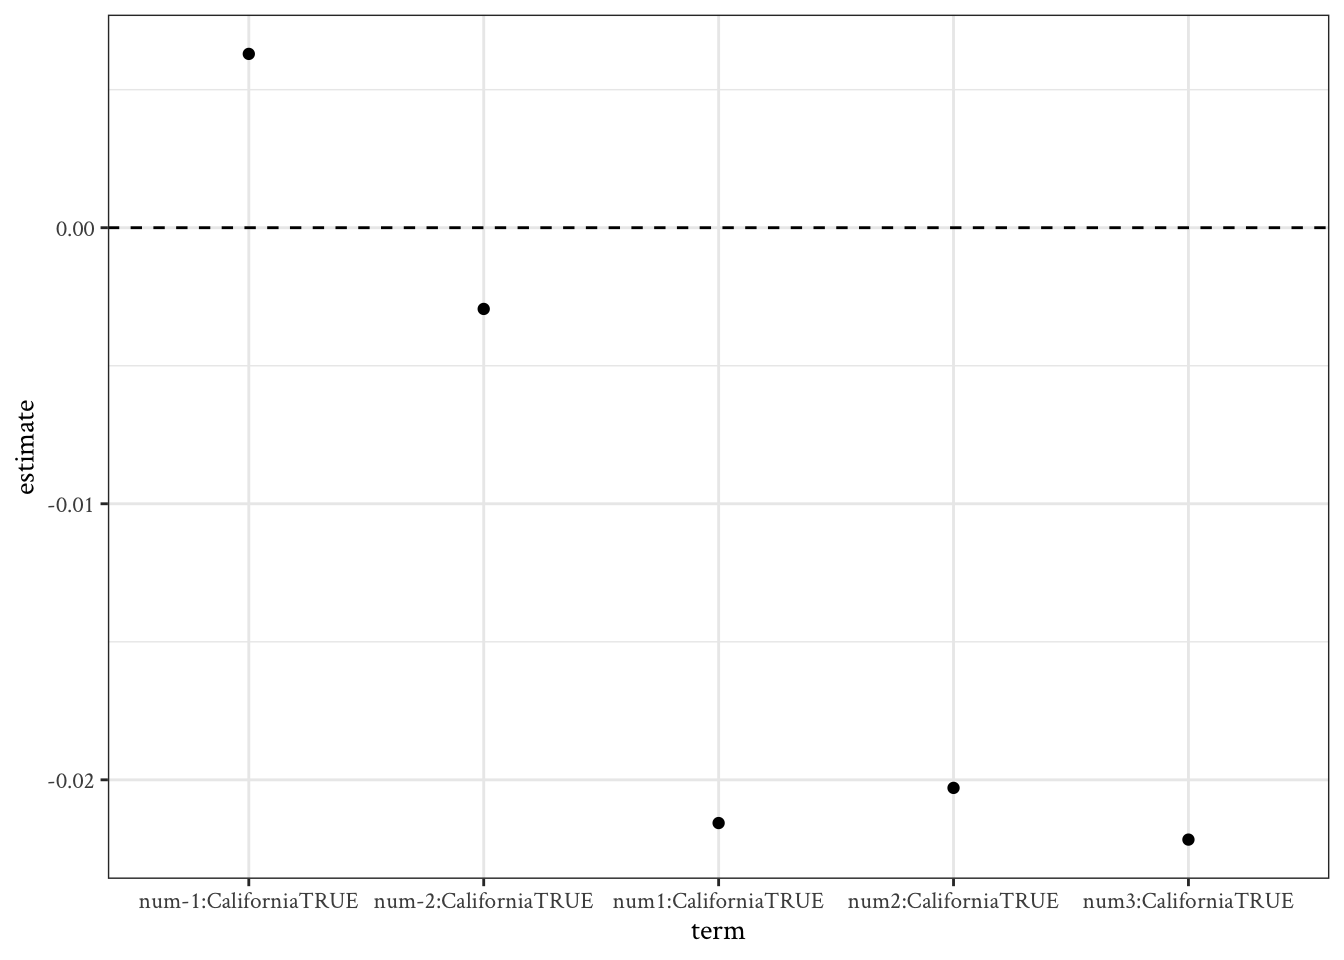 0.00
-0.01
-0.02
estimate
num-1:CaliforniaTRUE num-2:CaliforniaTRUE num1:CaliforniaTRUE num2:CaliforniaTRUE num3:CaliforniaTRUE
term